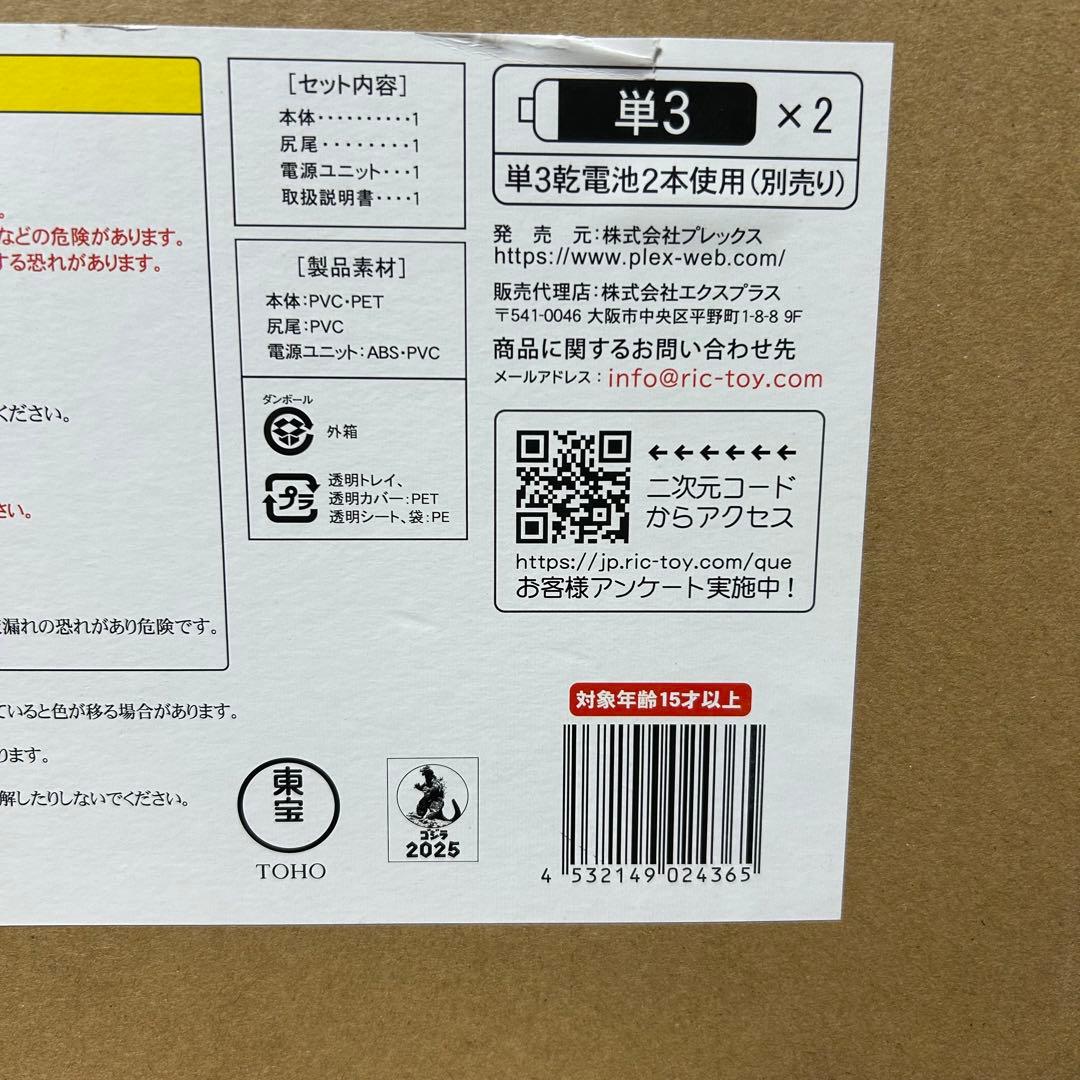 [セット内容]
本体··········1
尻尾········1
電源ユニット···1
取扱説明書····1
[製品素材]
本体:PVC・PET
尻尾:PVC
電源ユニット:ABS・PVC
ダンボール
外箱
プラ
透明トレイ、
透明カバー:PET
透明シート、袋:PE
単3 ×2
単3乾電池2本使用(別売り)
発 売 元:株式会社プレックス
https://www.plex-web.com/
販売代理店:株式会社エクスプラス
〒541-0046 大阪市中央区平野町1-8-8 9F
商品に関するお問い合わせ先
メールアドレス:info@ric-toy.com
←←←←←←
二次元コード
からアクセス
https://jp.ric-toy.com/que
お客様アンケート実施中!
などの危険があります。
する恐れがあります。
ください。
さい。
漏れの恐れがあり危険です。
ていると色が移る場合があります。
ります。
解したりしないでください。
東宝
TOHO
ゴジラ
2025
対象年齢15才以上
4 532149 024365